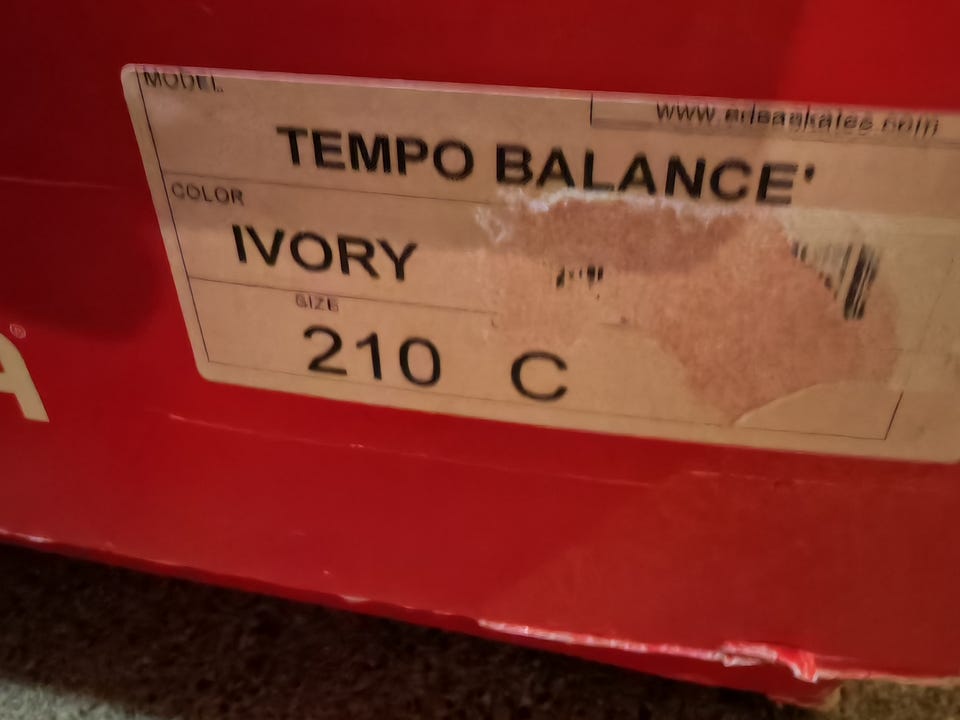 MODEL
www.edeaskates.com
TEMPO BALANCE'
COLOR
IVORY
SIZE
210 C
A®